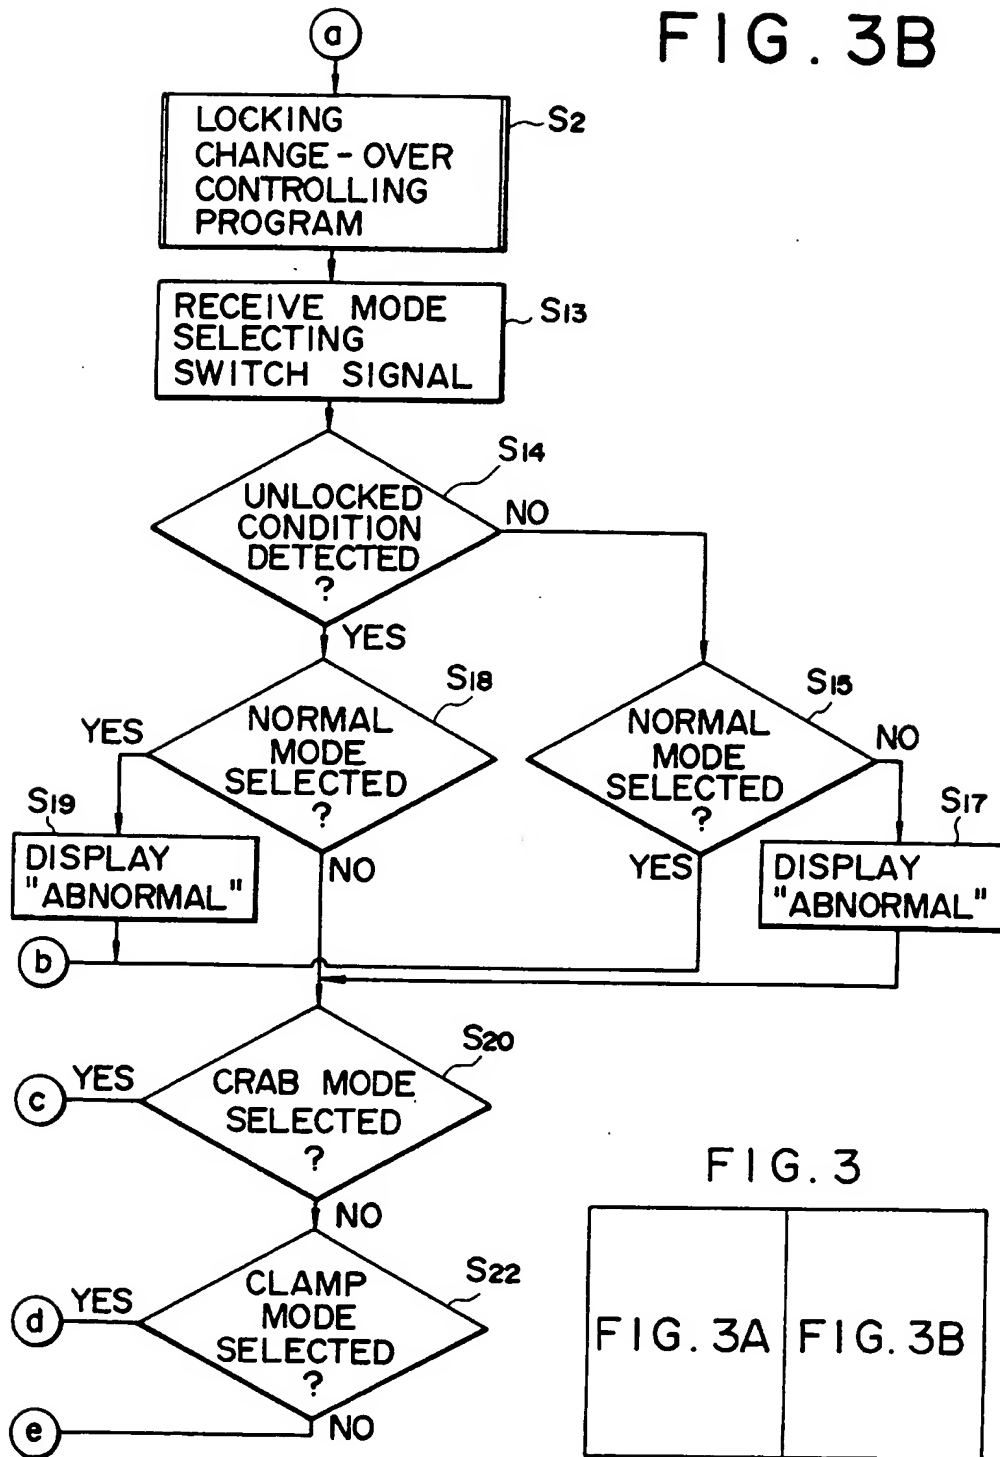 FIG. 3B
a
LOCKING
CHANGE-OVER
CONTROLLING
PROGRAM
S2
RECEIVE MODE
SELECTING
SWITCH SIGNAL
S13
S14
UNLOCKED
CONDITION
DETECTED
?
NO
YES
S18
NORMAL
MODE
SELECTED
?
YES
NO
S15
NORMAL
MODE
SELECTED
?
NO
YES
S19
DISPLAY
"ABNORMAL"
S17
DISPLAY
"ABNORMAL"
b
S20
CRAB MODE
SELECTED
?
YES
c
NO
S22
CLAMP
MODE
SELECTED
?
YES
d
NO
e
FIG. 3
FIG. 3A
FIG. 3B